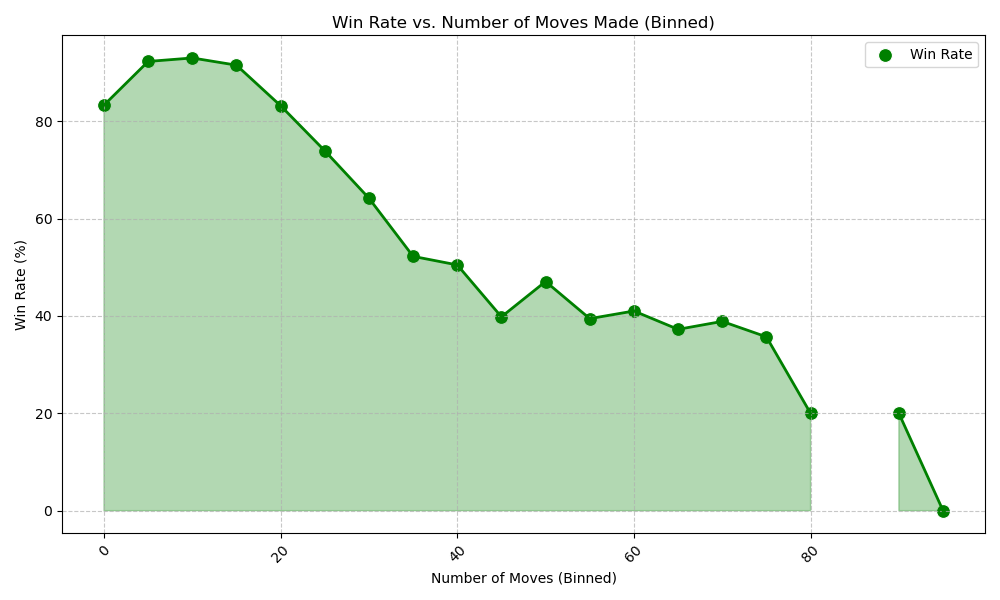 Win Rate vs. Number of Moves Made (Binned)
Win Rate
Win Rate (%)
80
60
40
20
0
0 20 40 60 80
Number of Moves (Binned)